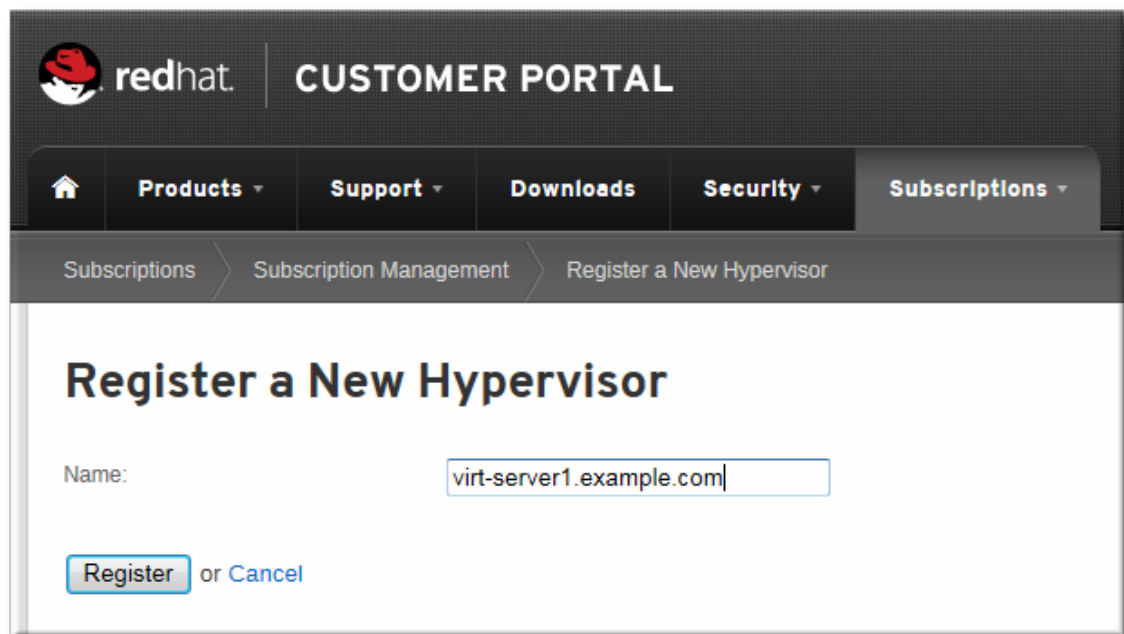 redhat. CUSTOMER PORTAL
Products Support Downloads Security Subscriptions
Subscriptions Subscription Management Register a New Hypervisor
Register a New Hypervisor
Name: virt-server1.example.com
Register or Cancel